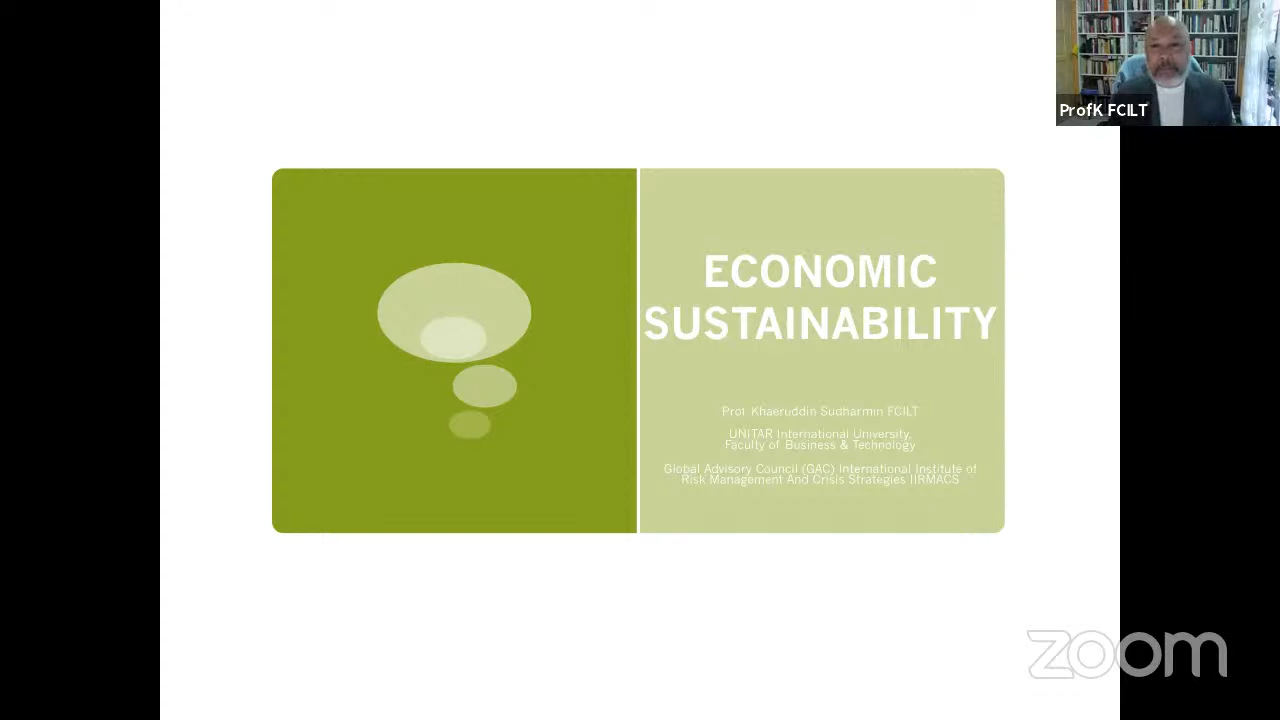 ProfK FCILT
ECONOMIC
SUSTAINABILITY
Prof Khaeruddin Sudharmin FCILT
UNITAR International University,
Faculty of Business & Technology
Global Advisory Council (GAC) International Institute of
Risk Management And Crisis Strategies IIRMACS
zoom